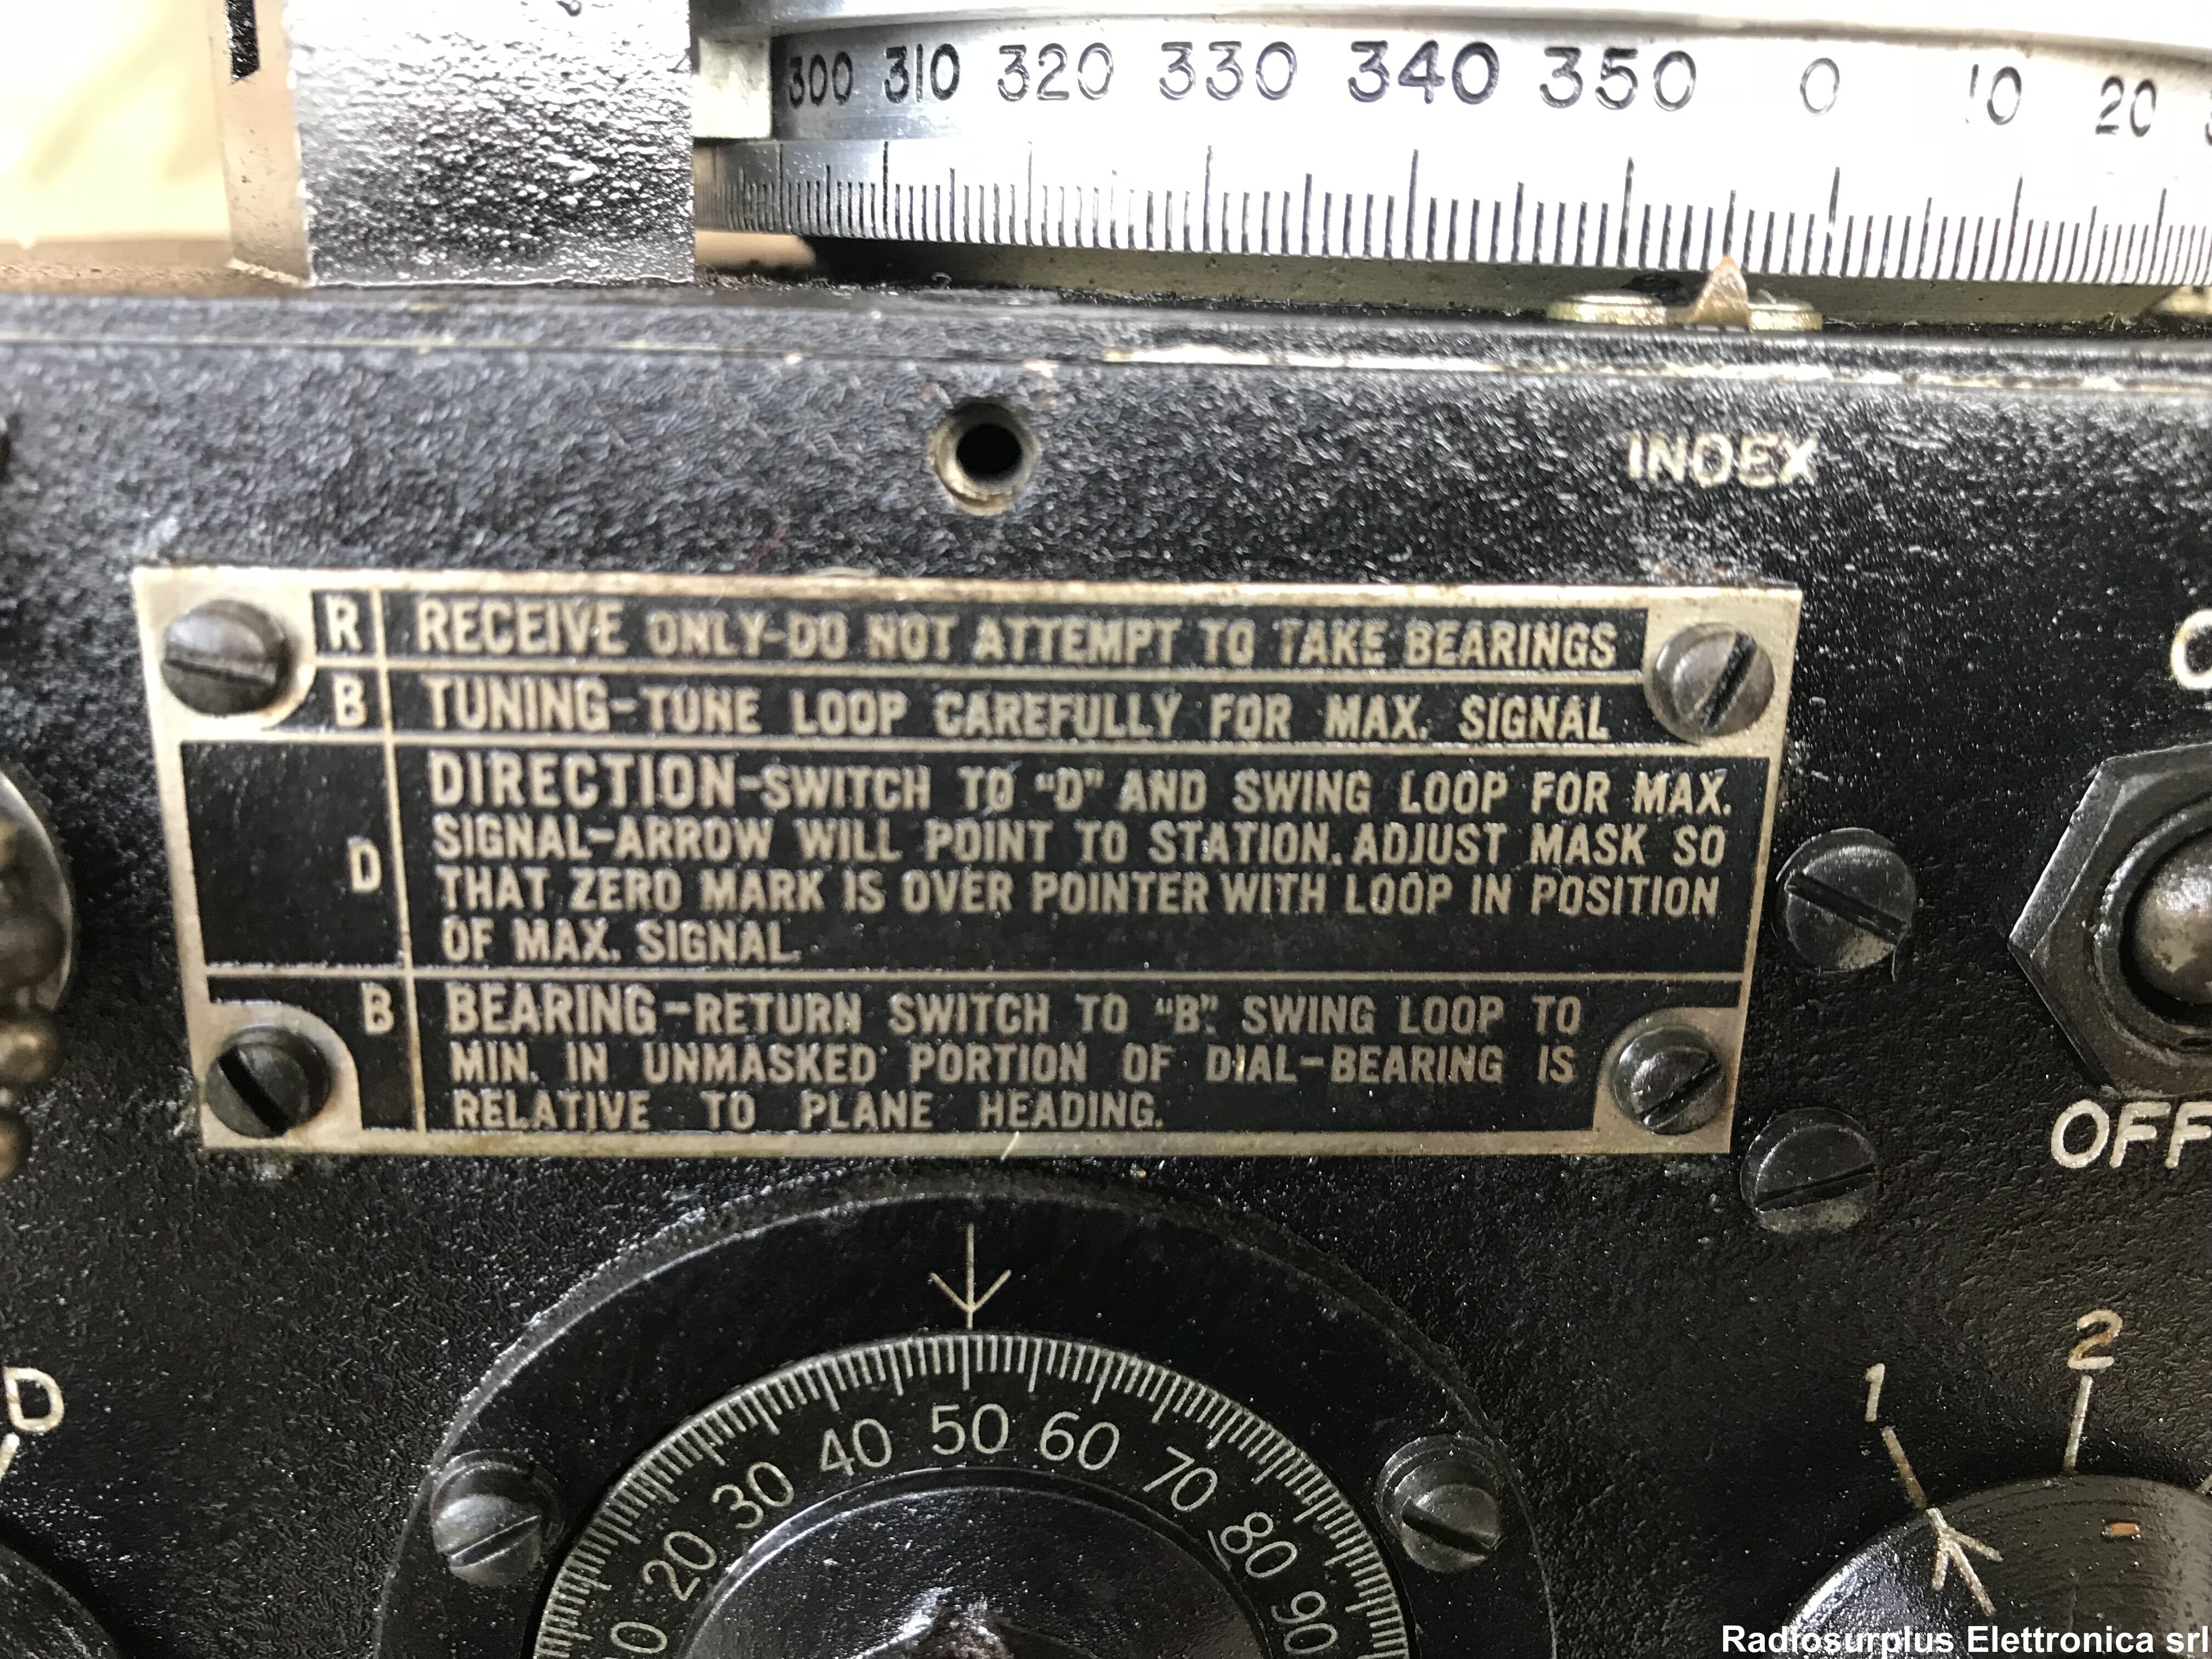 300 310 320 330 340 350 0 10 20
INDEX
R RECEIVE ONLY-DO NOT ATTEMPT TO TAKE BEARINGS
B TUNING-TUNE LOOP CAREFULLY FOR MAX. SIGNAL
DIRECTION-SWITCH TO "D" AND SWING LOOP FOR MAX.
SIGNAL-ARROW WILL POINT TO STATION. ADJUST MASK SO
D THAT ZERO MARK IS OVER POINTER WITH LOOP IN POSITION
OF MAX. SIGNAL.
B BEARING-RETURN SWITCH TO "B". SWING LOOP TO
MIN. IN UNMASKED PORTION OF DIAL-BEARING IS
RELATIVE TO PLANE HEADING.
OFF
D
1 2
20 30 40 50 60 70 80 90
Radiosurplus Elettronica srl